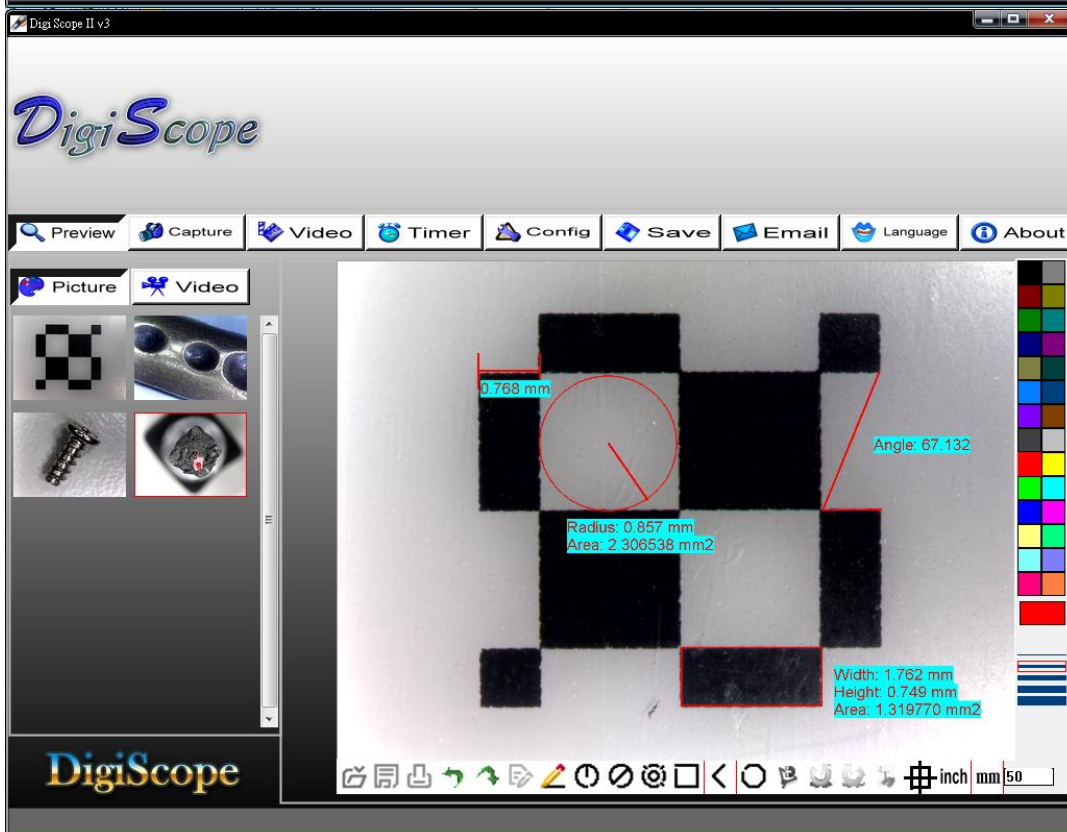 Digi Scope II v3
DigiScope
Preview
Capture
Video
Timer
Config
Save
Email
Language
About
Picture
Video
0.768 mm
Angle: 67.132
Radius: 0.857 mm
Area: 2.306538 mm2
Width: 1.762 mm
Height: 0.749 mm
Area: 1.319770 mm2
DigiScope
inch
mm
50